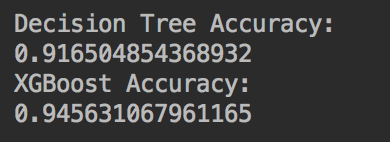 Decision Tree Accuracy:
0.916504854368932
XGBoost Accuracy:
0.945631067961165